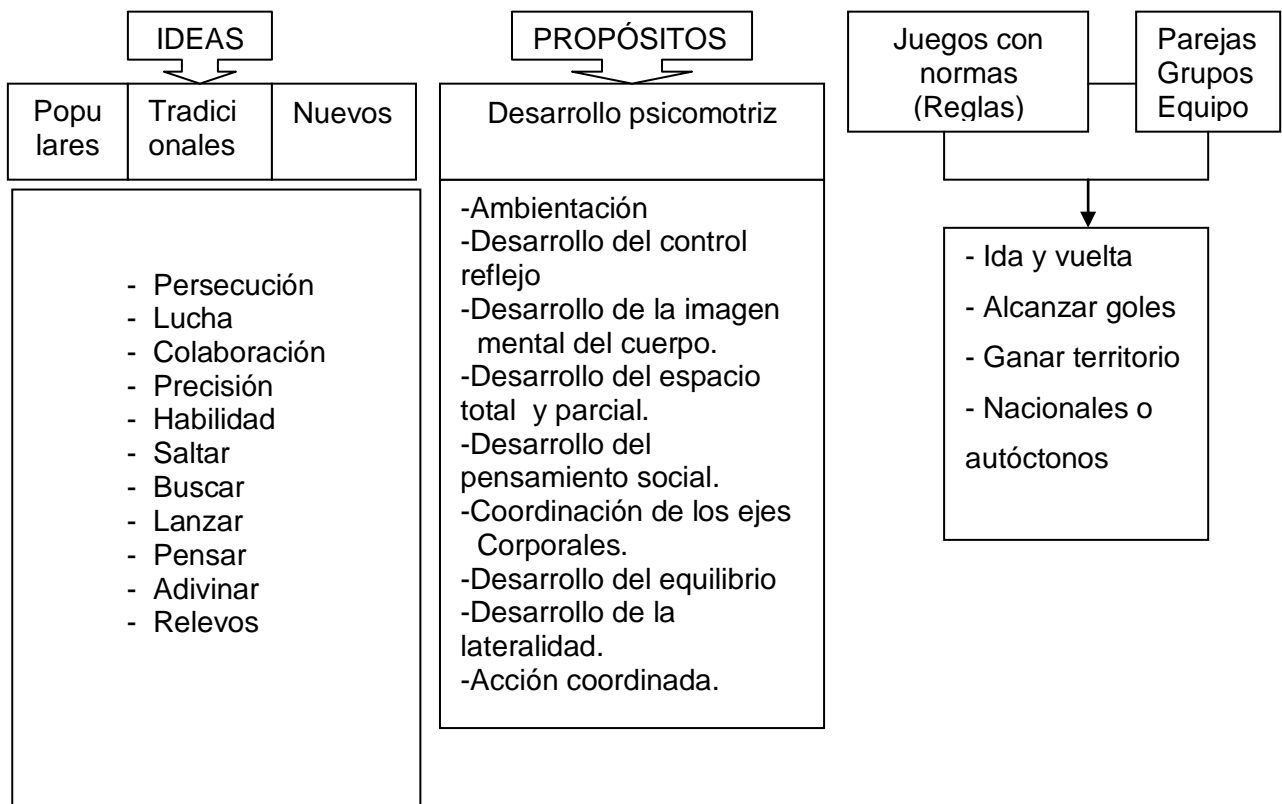 IDEAS
Popu
lares
Tradici
onales
Nuevos
- Persecución
- Lucha
- Colaboración
- Precisión
- Habilidad
- Saltar
- Buscar
- Lanzar
- Pensar
- Adivinar
- Relevos
PROPÓSITOS
Desarrollo psicomotriz
-Ambientación
-Desarrollo del control
reflejo
-Desarrollo de la imagen
mental del cuerpo.
-Desarrollo del espacio
total y parcial.
-Desarrollo del
pensamiento social.
-Coordinación de los ejes
Corporales.
-Desarrollo del equilibrio
-Desarrollo de la
lateralidad.
-Acción coordinada.
Juegos con
normas
(Reglas)
Parejas
Grupos
Equipo
- Ida y vuelta
- Alcanzar goles
- Ganar territorio
- Nacionales o
autóctonos